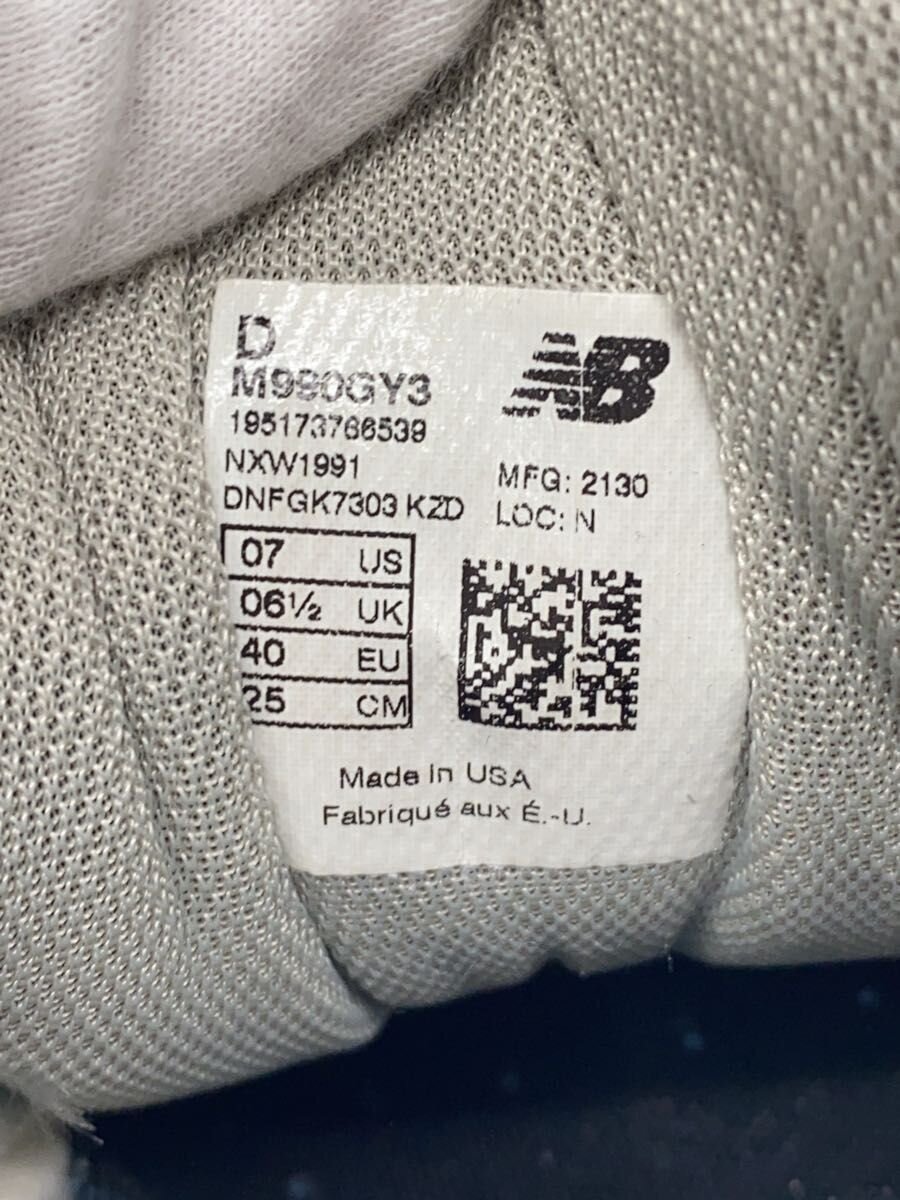 D
M990GY3
195173766539
NXW1991
DNFGK7303 KZD
NB
MFG: 2130
LOC: N
07 US
06½ UK
40 EU
25 CM
Made in USA
Fabriqué aux É.-U.